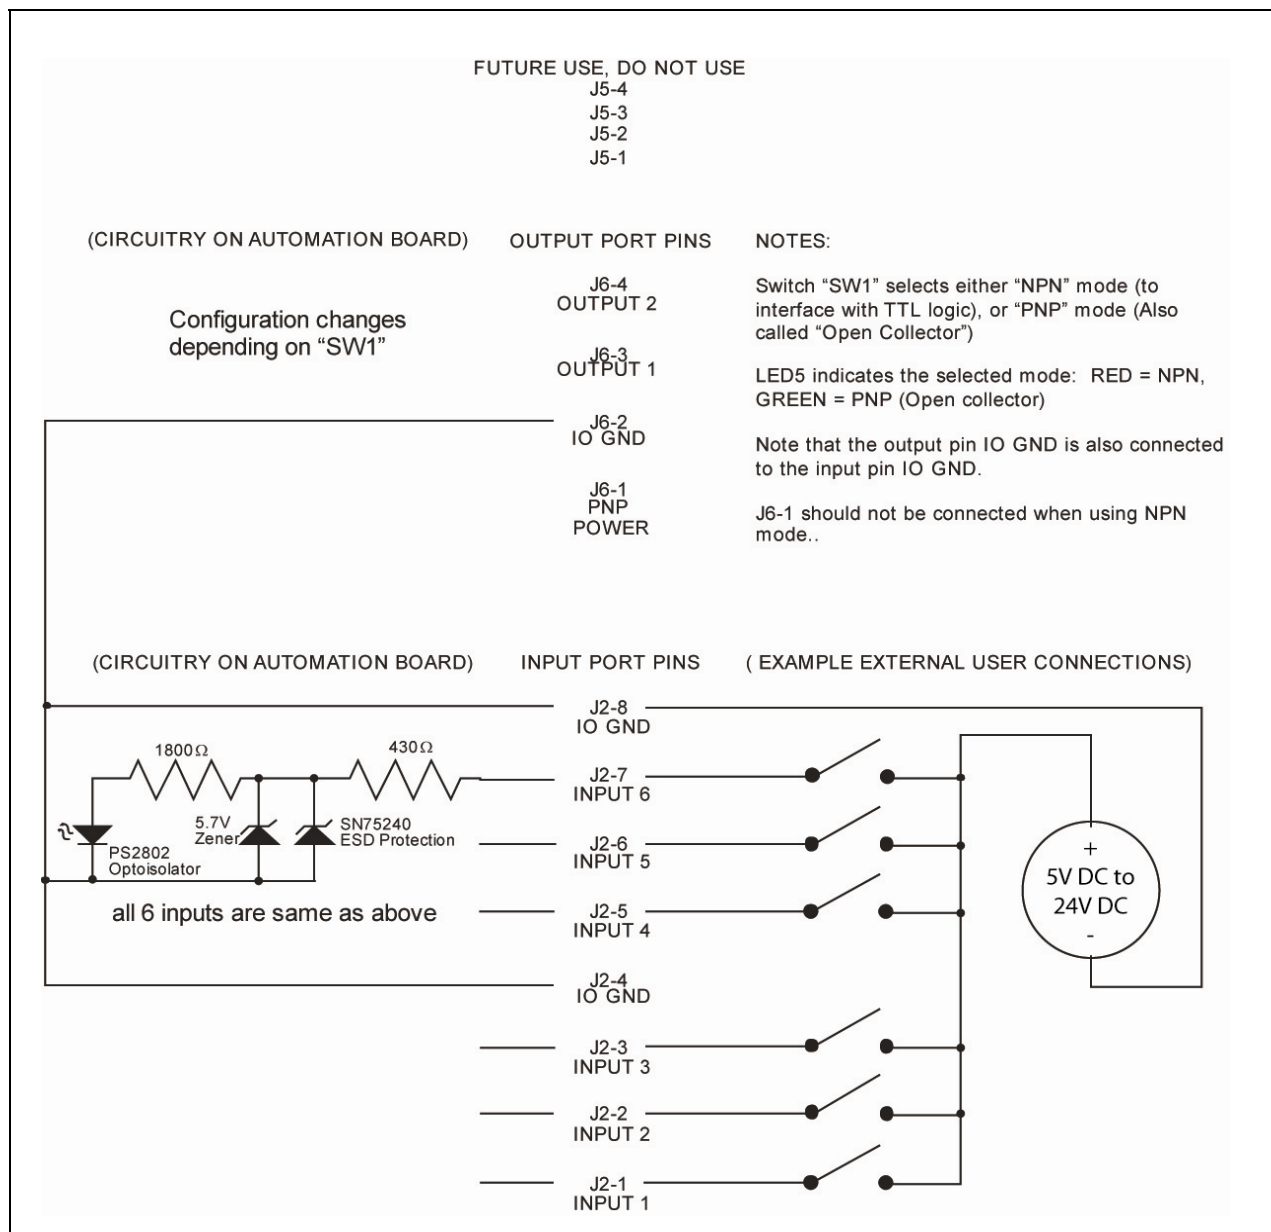 FUTURE USE, DO NOT USE
J5-4
J5-3
J5-2
J5-1
(CIRCUITRY ON AUTOMATION BOARD)
OUTPUT PORT PINS
NOTES:
Configuration changes
depending on “SW1”
J6-4
OUTPUT 2
J6-3
OUTPUT 1
J6-2
IO GND
J6-1
PNP
POWER
Switch “SW1” selects either “NPN” mode (to
interface with TTL logic), or “PNP” mode (Also
called “Open Collector”)
LED5 indicates the selected mode: RED = NPN,
GREEN = PNP (Open collector)
Note that the output pin IO GND is also connected
to the input pin IO GND.
J6-1 should not be connected when using NPN
mode..
(CIRCUITRY ON AUTOMATION BOARD)
INPUT PORT PINS
( EXAMPLE EXTERNAL USER CONNECTIONS)
1800Ω
430Ω
5.7V
Zener
SN75240
ESD Protection
PS2802
Optoisolator
all 6 inputs are same as above
J2-8
IO GND
J2-7
INPUT 6
J2-6
INPUT 5
J2-5
INPUT 4
J2-4
IO GND
J2-3
INPUT 3
J2-2
INPUT 2
J2-1
INPUT 1
+
5V DC to
24V DC
-